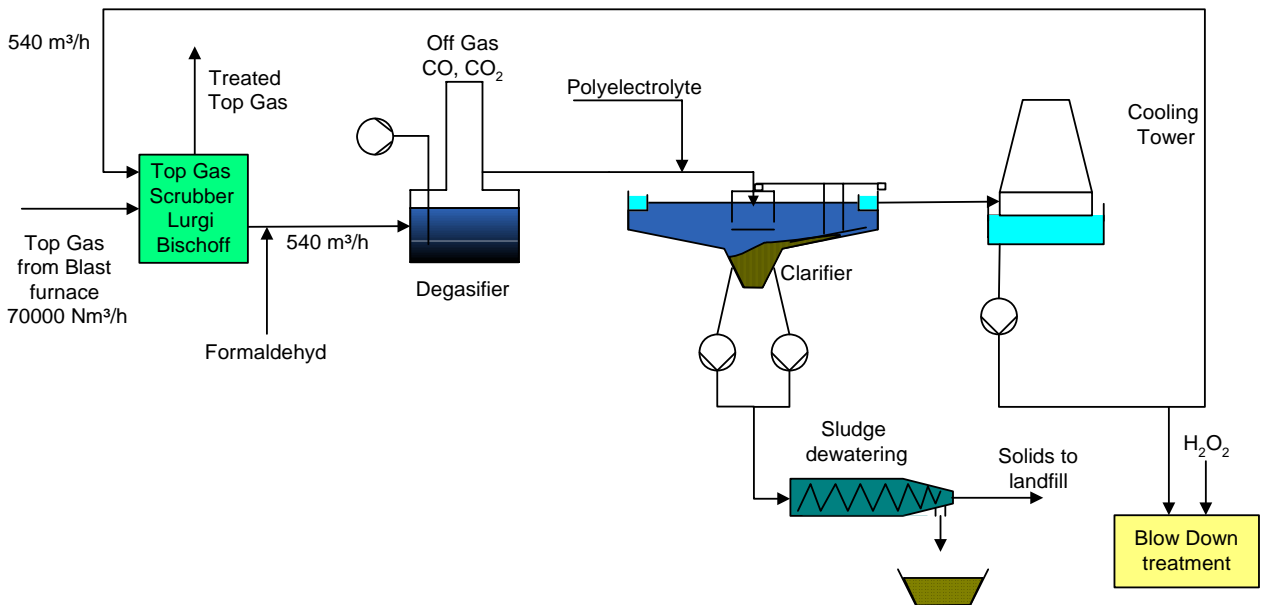 540 m³/h
Treated
Top Gas
Off Gas
CO, CO₂
Polyelectrolyte
Cooling
Tower
Top Gas
Scrubber
Lurgi
Bischoff
Top Gas
from Blast
furnace
70000 Nm³/h
540 m³/h
Formaldehyd
Degasifier
Clarifier
Sludge
dewatering
Solids to
landfill
H₂O₂
Blow Down
treatment